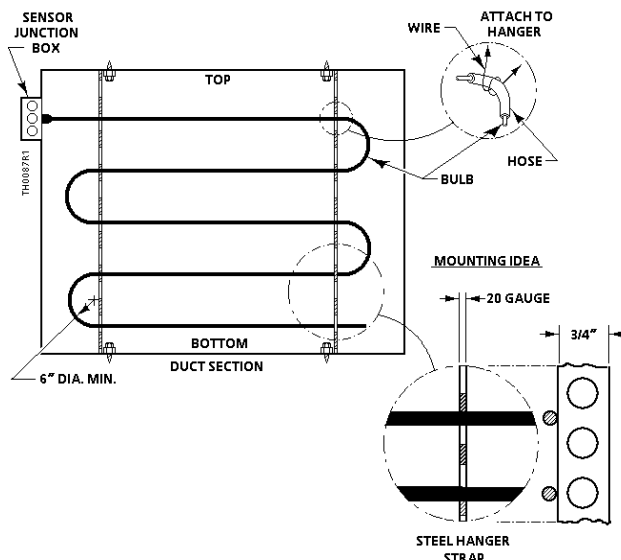 SENSOR
JUNCTION
BOX
TH0087R1
TOP
WIRE
ATTACH TO
HANGER
HOSE
BULB
6" DIA. MIN.
BOTTOM
DUCT SECTION
MOUNTING IDEA
20 GAUGE
3/4"
STEEL HANGER
STRAP